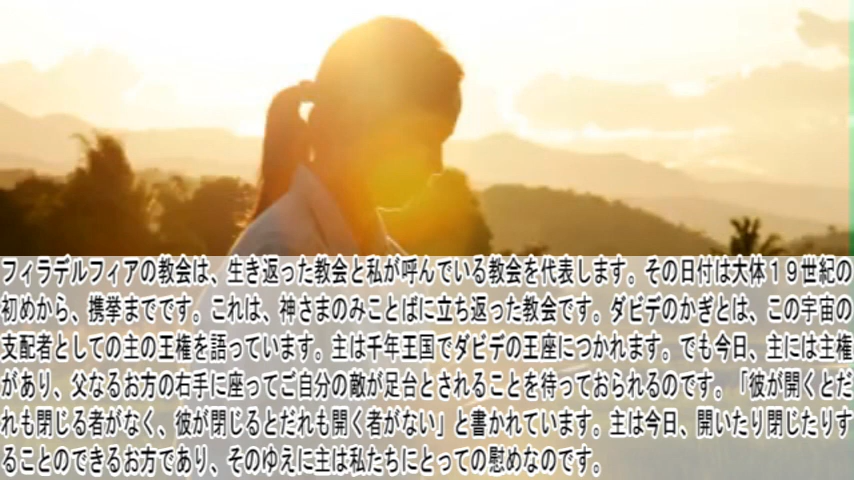 フィラデルフィアの教会は、生き返った教会と私が呼んでいる教会を代表します。その日付は大体１９世紀の
初めから、携挙までです。これは、神さまのみことばに立ち返った教会です。ダビデのかぎとは、この宇宙の
支配者としての主の王権を語っています。主は千年王国でダビデの王座につかれます。でも今日、主には主権
があり、父なるお方の右手に座ってご自分の敵が足台とされることを待っておられるのです。「彼が開くとだ
れも閉じる者がなく、彼が閉じるとだれも開く者がない」と書かれています。主は今日、開いたり閉じたりす
ることのできるお方であり、そのゆえに主は私たちにとっての慰めなのです。